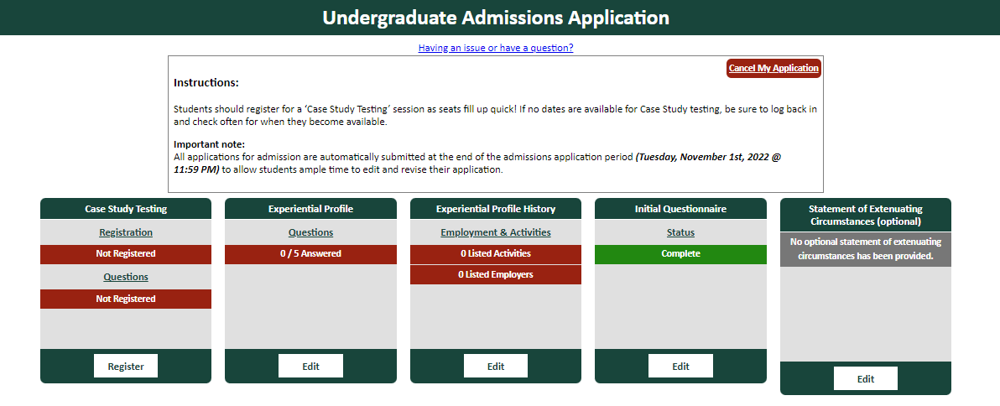 Undergraduate Admissions Application
Having an issue or have a question?
Cancel My Application
Instructions:
Students should register for a ‘Case Study Testing’ session as seats fill up quick! If no dates are available for Case Study testing, be sure to log back in
and check often for when they become available.
Important note:
All applications for admission are automatically submitted at the end of the admissions application period (Tuesday, November 1st, 2022 @
11:59 PM) to allow students ample time to edit and revise their application.
Case Study Testing
Registration
Not Registered
Questions
Not Registered
Register
Experiential Profile
Questions
0 / 5 Answered
Edit
Experiential Profile History
Employment & Activities
0 Listed Activities
0 Listed Employers
Edit
Initial Questionnaire
Status
Complete
Edit
Statement of Extenuating
Circumstances (optional)
No optional statement of extenuating
circumstances has been provided.
Edit